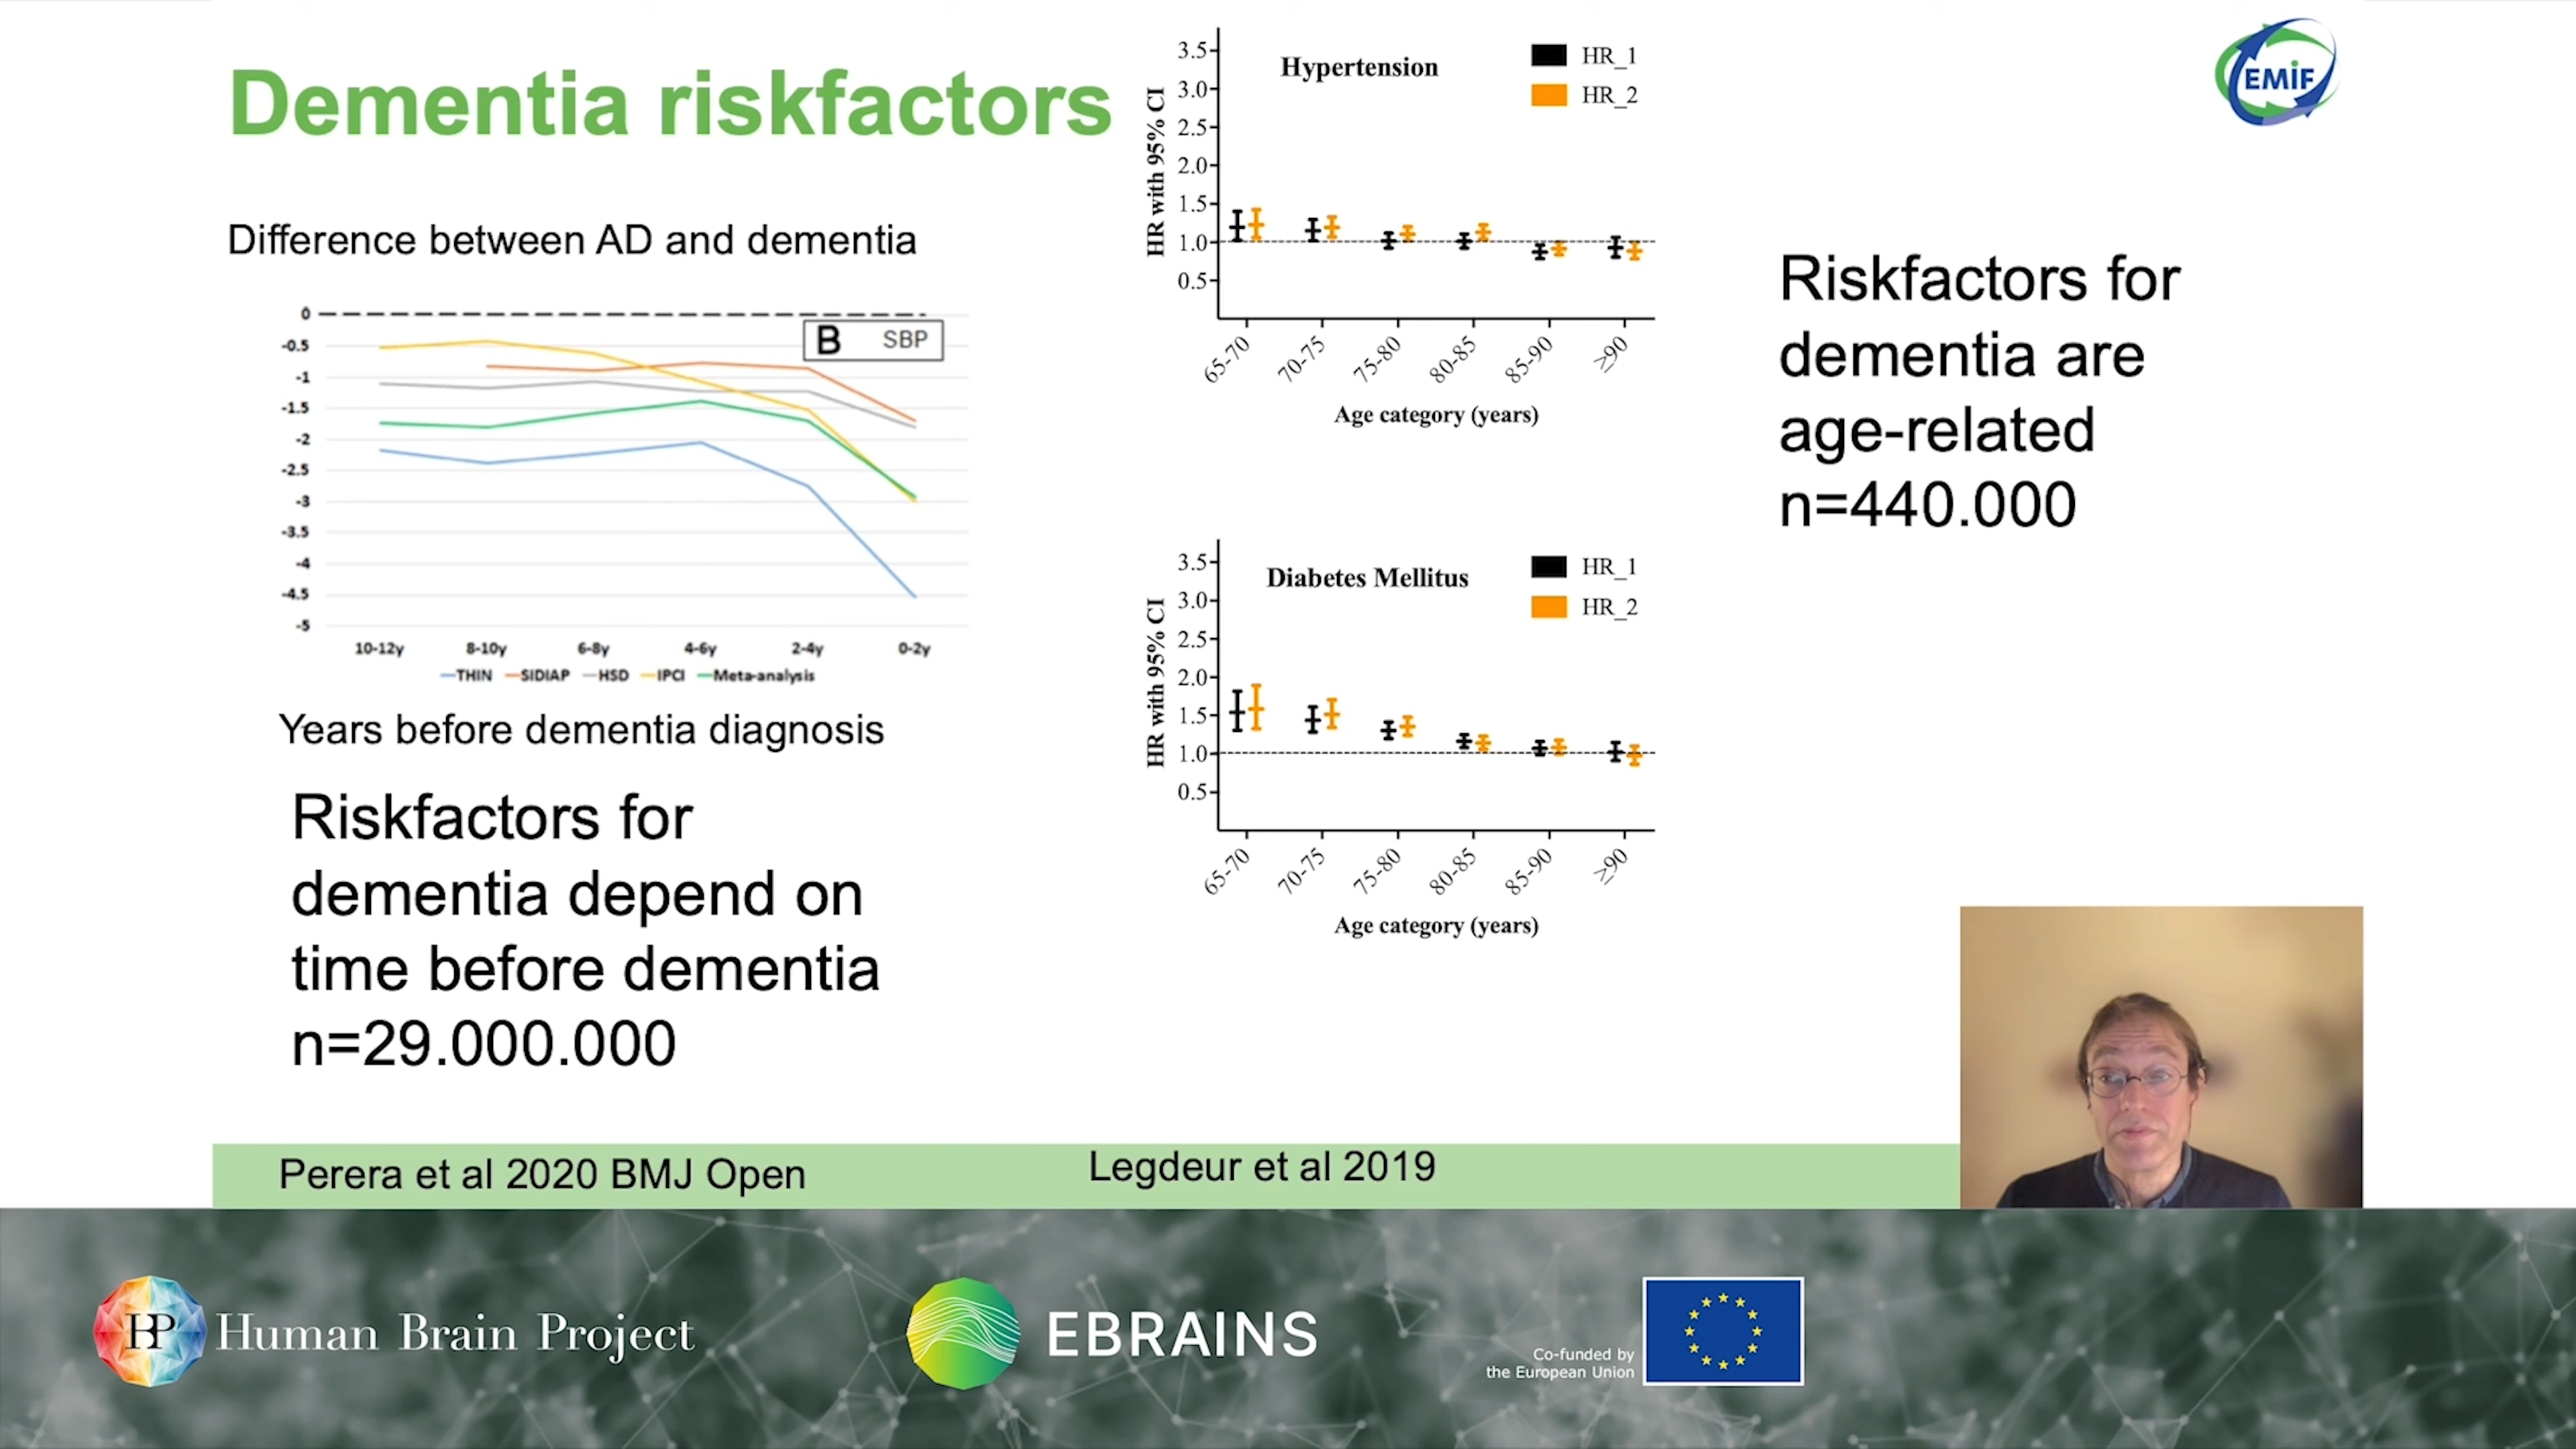 Dementia riskfactors
EMiF
Difference between AD and dementia
0
-0.5
-1
-1.5
-2
-2.5
-3
-3.5
-4
-4.5
-5
B SBP
10-12y 8-10y 6-8y 4-6y 2-4y 0-2y
THIN SIDIAP HSD IPCI Meta-analysis
Years before dementia diagnosis
Riskfactors for
dementia depend on
time before dementia
n=29.000.000
Hypertension
HR_1
HR_2
HR with 95% CI
3.5
3.0
2.5
2.0
1.5
1.0
0.5
65-70 70-75 75-80 80-85 85-90 ≥90
Age category (years)
Diabetes Mellitus
HR_1
HR_2
HR with 95% CI
3.5
3.0
2.5
2.0
1.5
1.0
0.5
65-70 70-75 75-80 80-85 85-90 ≥90
Age category (years)
Riskfactors for
dementia are
age-related
n=440.000
Perera et al 2020 BMJ Open
Legdeur et al 2019
HBP Human Brain Project
EBRAINS
Co-funded by
the European Union